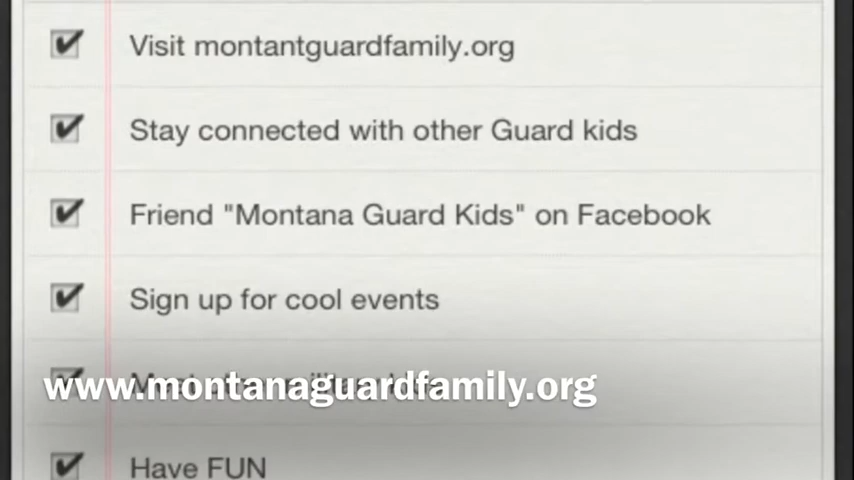 Visit montantguardfamily.org
Stay connected with other Guard kids
Friend "Montana Guard Kids" on Facebook
Sign up for cool events
www.montanaguardfamily.org
Have FUN